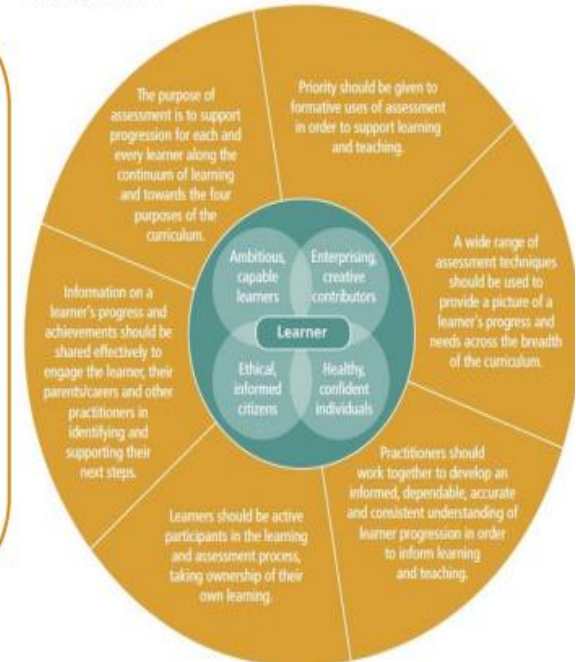 The purpose of
assessment is to support
progression for each and
every learner along the
continuum of learning
and towards the four
purposes of the
curriculum.
Priority should be given to
formative uses of assessment
in order to support learning
and teaching.
A wide range of
assessment techniques
should be used to
provide a picture of a
learner's progress and
needs across the breadth
of the curriculum.
Practitioners should
work together to develop an
informed, dependable, accurate
and consistent understanding of
learner progression in order
to inform learning
and teaching.
Learners should be active
participants in the learning
and assessment process,
taking ownership of their
own learning.
Information on a
learner's progress and
achievements should be
shared effectively to
engage the learner, their
parents/carers and other
practitioners in
identifying and
supporting their
next steps.
Ambitious,
capable
learners
Enterprising,
creative
contributors
Learner
Ethical,
informed
citizens
Healthy,
confident
individuals